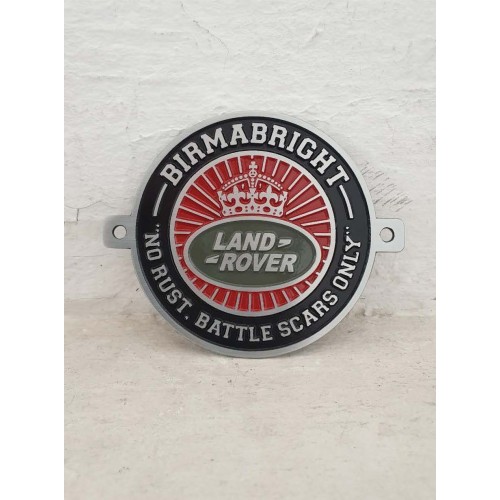 BIRMABRIGHT
LAND
ROVER
"NO RUST. BATTLE SCARS ONLY"